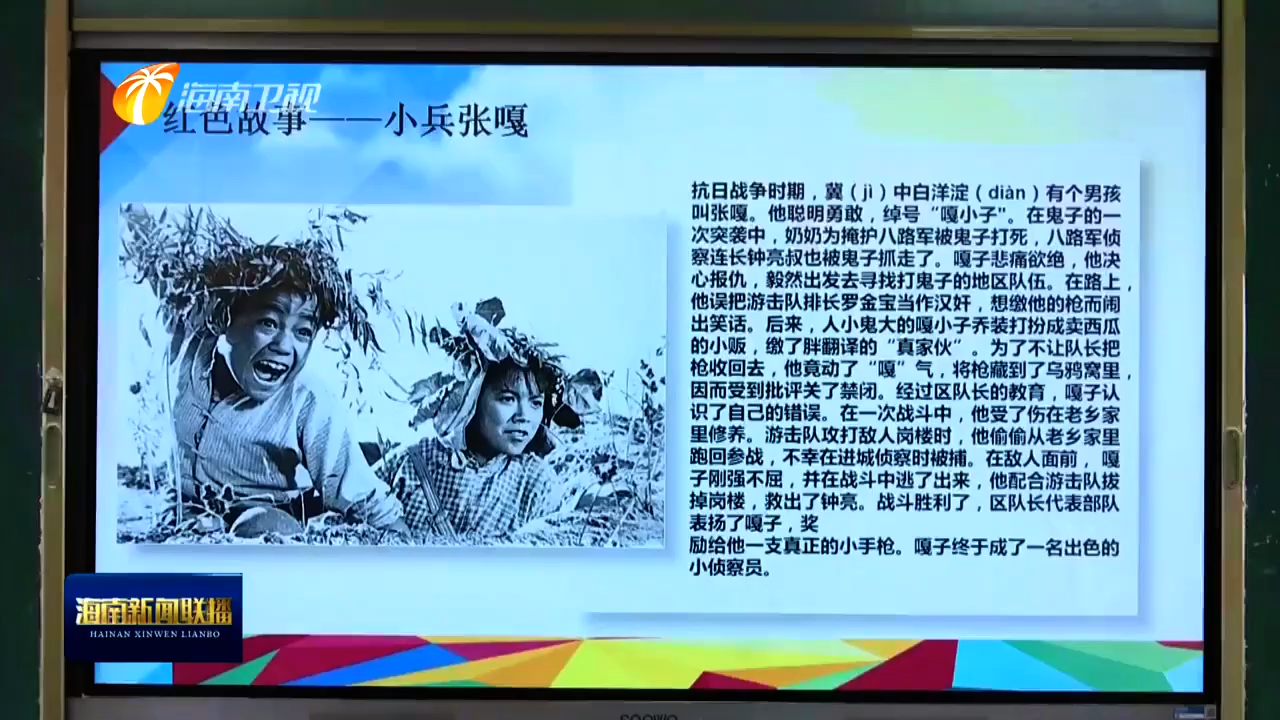 海南卫视
红色故事——小兵张嘎
抗日战争时期，冀（jì）中白洋淀（diàn）有个男孩
叫张嘎。他聪明勇敢，绰号“嘎小子"。在鬼子的一
次突袭中，奶奶为掩护八路军被鬼子打死，八路军侦
察连长钟亮叔也被鬼子抓走了。嘎子悲痛欲绝，他决
心报仇，毅然出发去寻找打鬼子的地区队伍。在路上，
他误把游击队排长罗金宝当作汉奸，想缴他的枪而闹
出笑话。后来，人小鬼大的嘎小子乔装打扮成卖西瓜
的小贩，缴了胖翻译的“真家伙”。为了不让队长把
枪收回去，他竟动了“嘎”气，将枪藏到了乌鸦窝里，
因而受到批评关了禁闭。经过区队长的教育，嘎子认
识了自己的错误。在一次战斗中，他受了伤在老乡家
里修养。游击队攻打敌人岗楼时，他偷偷从老乡家里
跑回参战，不幸在进城侦察时被捕。在敌人面前，嘎
子刚强不屈，并在战斗中逃了出来，他配合游击队拔
掉岗楼，救出了钟亮。战斗胜利了，区队长代表部队
表扬了嘎子，奖
励给他一支真正的小手枪。嘎子终于成了一名出色的
小侦察员。
海南新闻联播
HAINAN XINWEN LIANBO